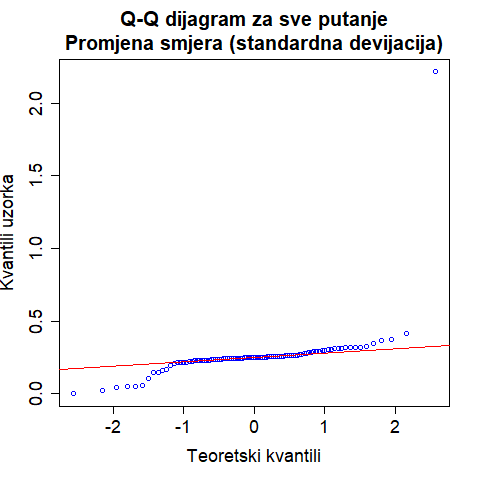 Q-Q dijagram za sve putanje
Promjena smjera (standardna devijacija)
Kvantili uzorka
2.0
1.5
1.0
0.5
0.0
-2 -1 0 1 2
Teoretski kvantili